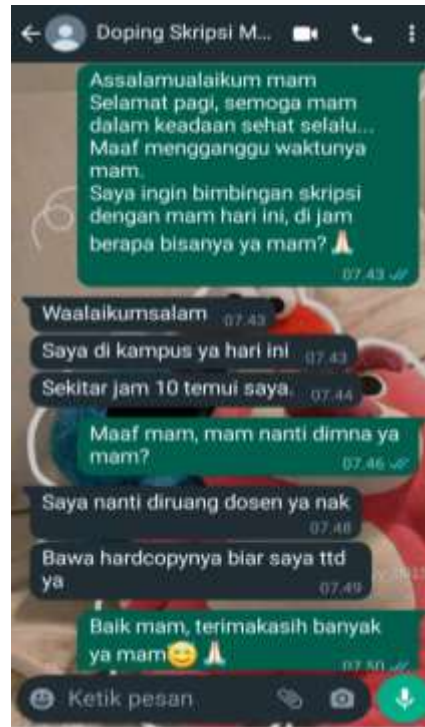 Doping Skripsi M...
Assalamualaikum mam
Selamat pagi, semoga mam
dalam keadaan sehat selalu...
Maaf mengganggu waktunya
mam.
Saya ingin bimbingan skripsi
dengan mam hari ini, di jam
berapa bisanya ya mam? 🙏🏻
07.43
Waalaikumsalam 07.43
Saya di kampus ya hari ini 07.43
Sekitar jam 10 temui saya. 07.44
Maaf mam, mam nanti dimna ya
mam?
07.46
Saya nanti diruang dosen ya nak
07.48
Bawa hardcopynya biar saya ttd
ya
07.49
Baik mam, terimakasih banyak
ya mam😊🙏🏻
07.50
Ketik pesan